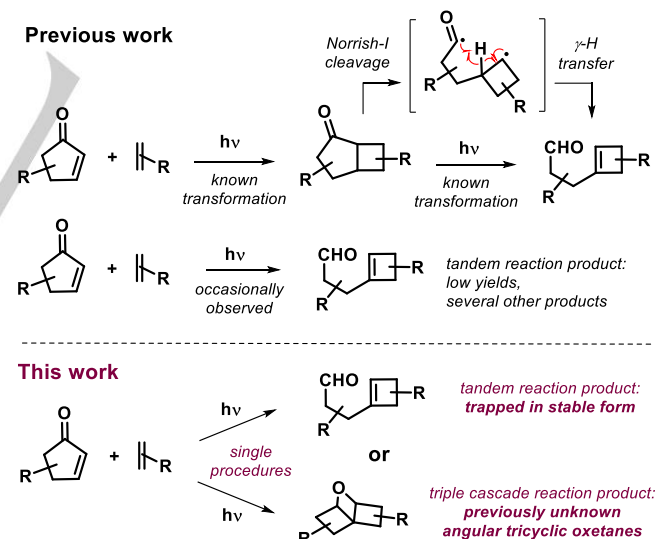 Previous work
Norrish-I
cleavage
O
H
R
R
γ-H
transfer
O
R
+
R
hν
known
transformation
O
R
R
hν
known
transformation
CHO
R
R
O
R
+
R
hν
occasionally
observed
CHO
R
R
tandem reaction product:
low yields,
several other products
This work
O
R
+
R
hν
single
procedures
hν
CHO
R
R
or
O
R
R
tandem reaction product:
trapped in stable form
triple cascade reaction product:
previously unknown
angular tricyclic oxetanes